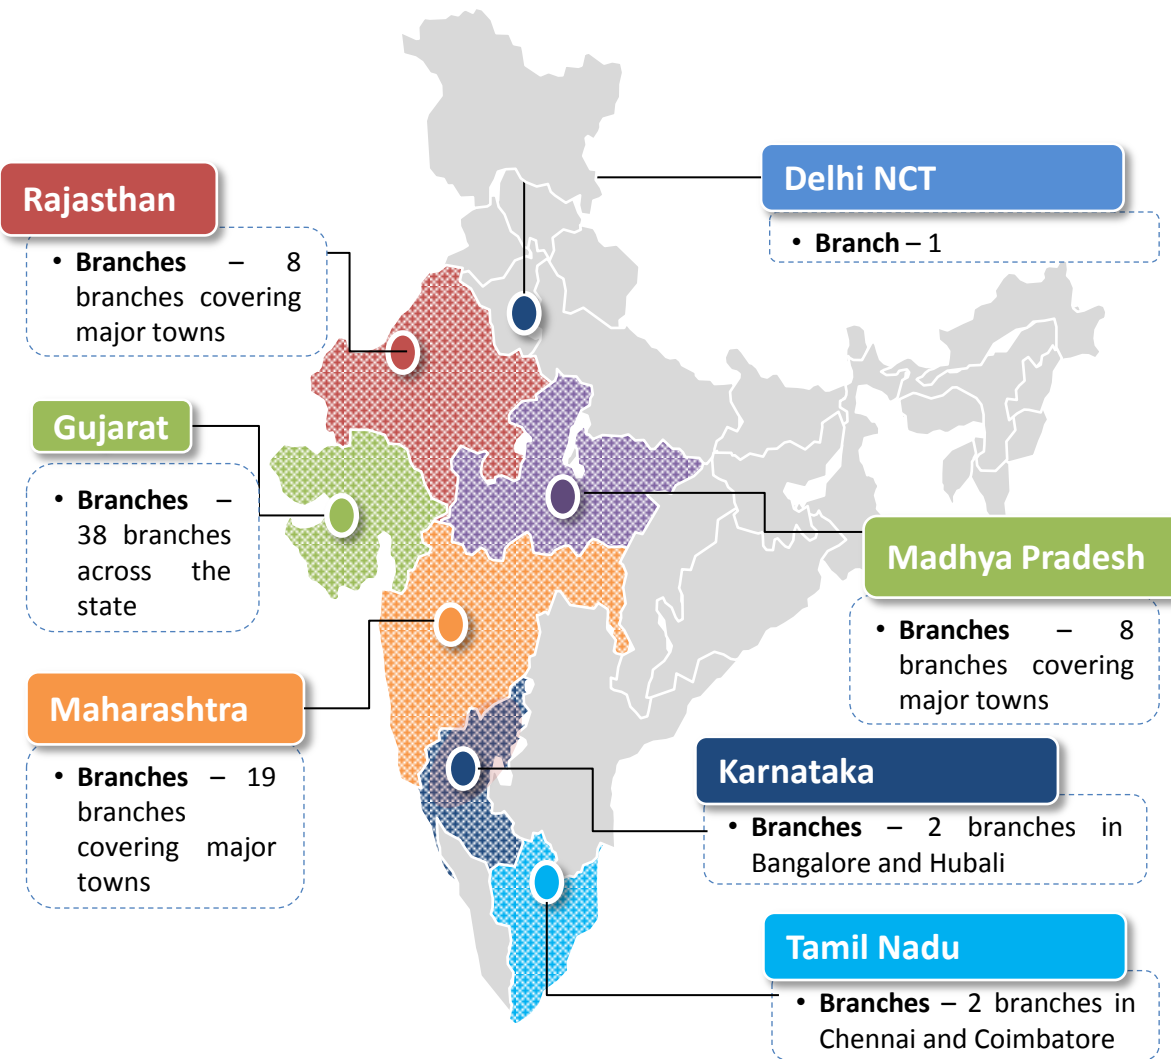 Rajasthan
• Branches – 8
branches covering
major towns
Gujarat
• Branches –
38 branches
across the
state
Maharashtra
• Branches – 19
branches
covering major
towns
Delhi NCT
• Branch – 1
Madhya Pradesh
• Branches – 8
branches covering
major towns
Karnataka
• Branches – 2 branches in
Bangalore and Hubali
Tamil Nadu
• Branches – 2 branches in
Chennai and Coimbatore